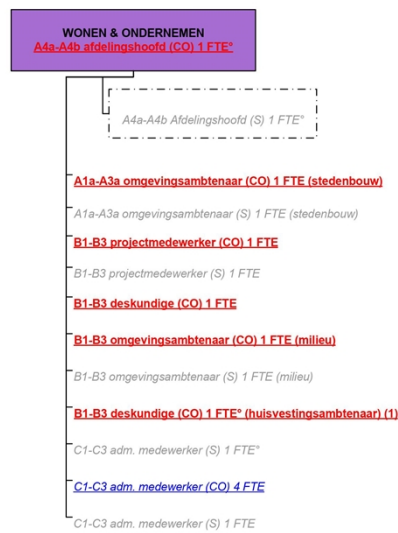 WONEN & ONDERNEMEN
A4a-A4b afdelingshoofd (CO) 1 FTE°
A4a-A4b Afdelingshoofd (S) 1 FTE°
A1a-A3a omgevingsambtenaar (CO) 1 FTE (stedenbouw)
A1a-A3a omgevingsambtenaar (S) 1 FTE (stedenbouw)
B1-B3 projectmedewerker (CO) 1 FTE
B1-B3 projectmedewerker (S) 1 FTE
B1-B3 deskundige (CO) 1 FTE
B1-B3 omgevingsambtenaar (CO) 1 FTE (milieu)
B1-B3 omgevingsambtenaar (S) 1 FTE (milieu)
B1-B3 deskundige (CO) 1 FTE° (huisvestingsambtenaar) (1)
C1-C3 adm. medewerker (S) 1 FTE°
C1-C3 adm. medewerker (CO) 4 FTE
C1-C3 adm. medewerker (S) 1 FTE